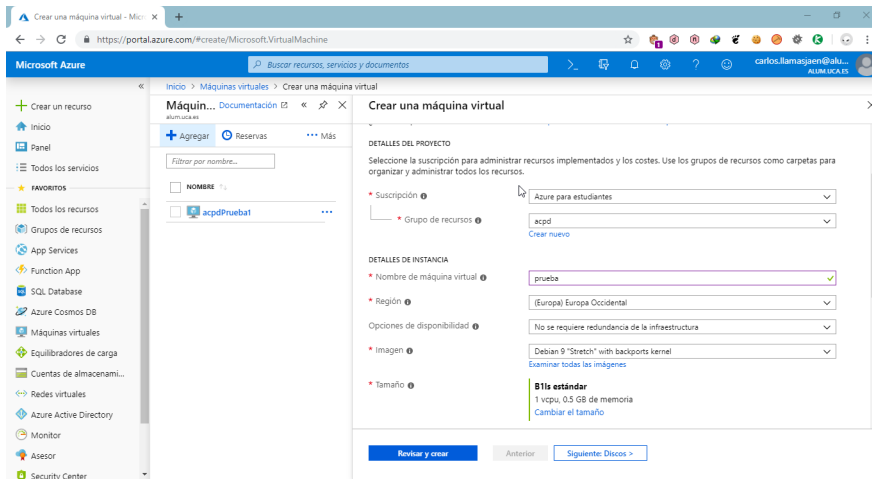 Crear una máquina virtual - Micr
https://portal.azure.com/#create/Microsoft.VirtualMachine
Microsoft Azure
Buscar recursos, servicios y documentos
carlos.llamasjaen@alu...
ALUM.UCA.ES
Crear un recurso
Inicio
Panel
Todos los servicios
FAVORITOS
Todos los recursos
Grupos de recursos
App Services
Function App
SQL Database
Azure Cosmos DB
Máquinas virtuales
Equilibradores de carga
Cuentas de almacenami...
Redes virtuales
Azure Active Directory
Monitor
Asesor
Security Center
Inicio > Máquinas virtuales > Crear una máquina virtual
Máquin... Documentación
alum.uca.es
Agregar Reservas ••• Más
Filtrar por nombre...
NOMBRE
acpdPrueba1 •••
Crear una máquina virtual
DETALLES DEL PROYECTO
Seleccione la suscripción para administrar recursos implementados y los costes. Use los grupos de recursos como carpetas para
organizar y administrar todos los recursos.
* Suscripción
Azure para estudiantes
* Grupo de recursos
acpd
Crear nuevo
DETALLES DE INSTANCIA
* Nombre de máquina virtual
prueba
* Región
(Europa) Europa Occidental
Opciones de disponibilidad
No se requiere redundancia de la infraestructura
* Imagen
Debian 9 "Stretch" with backports kernel
Examinar todas las imágenes
* Tamaño
B1ls estándar
1 vcpu, 0.5 GB de memoria
Cambiar el tamaño
Revisar y crear
Anterior
Siguiente: Discos >